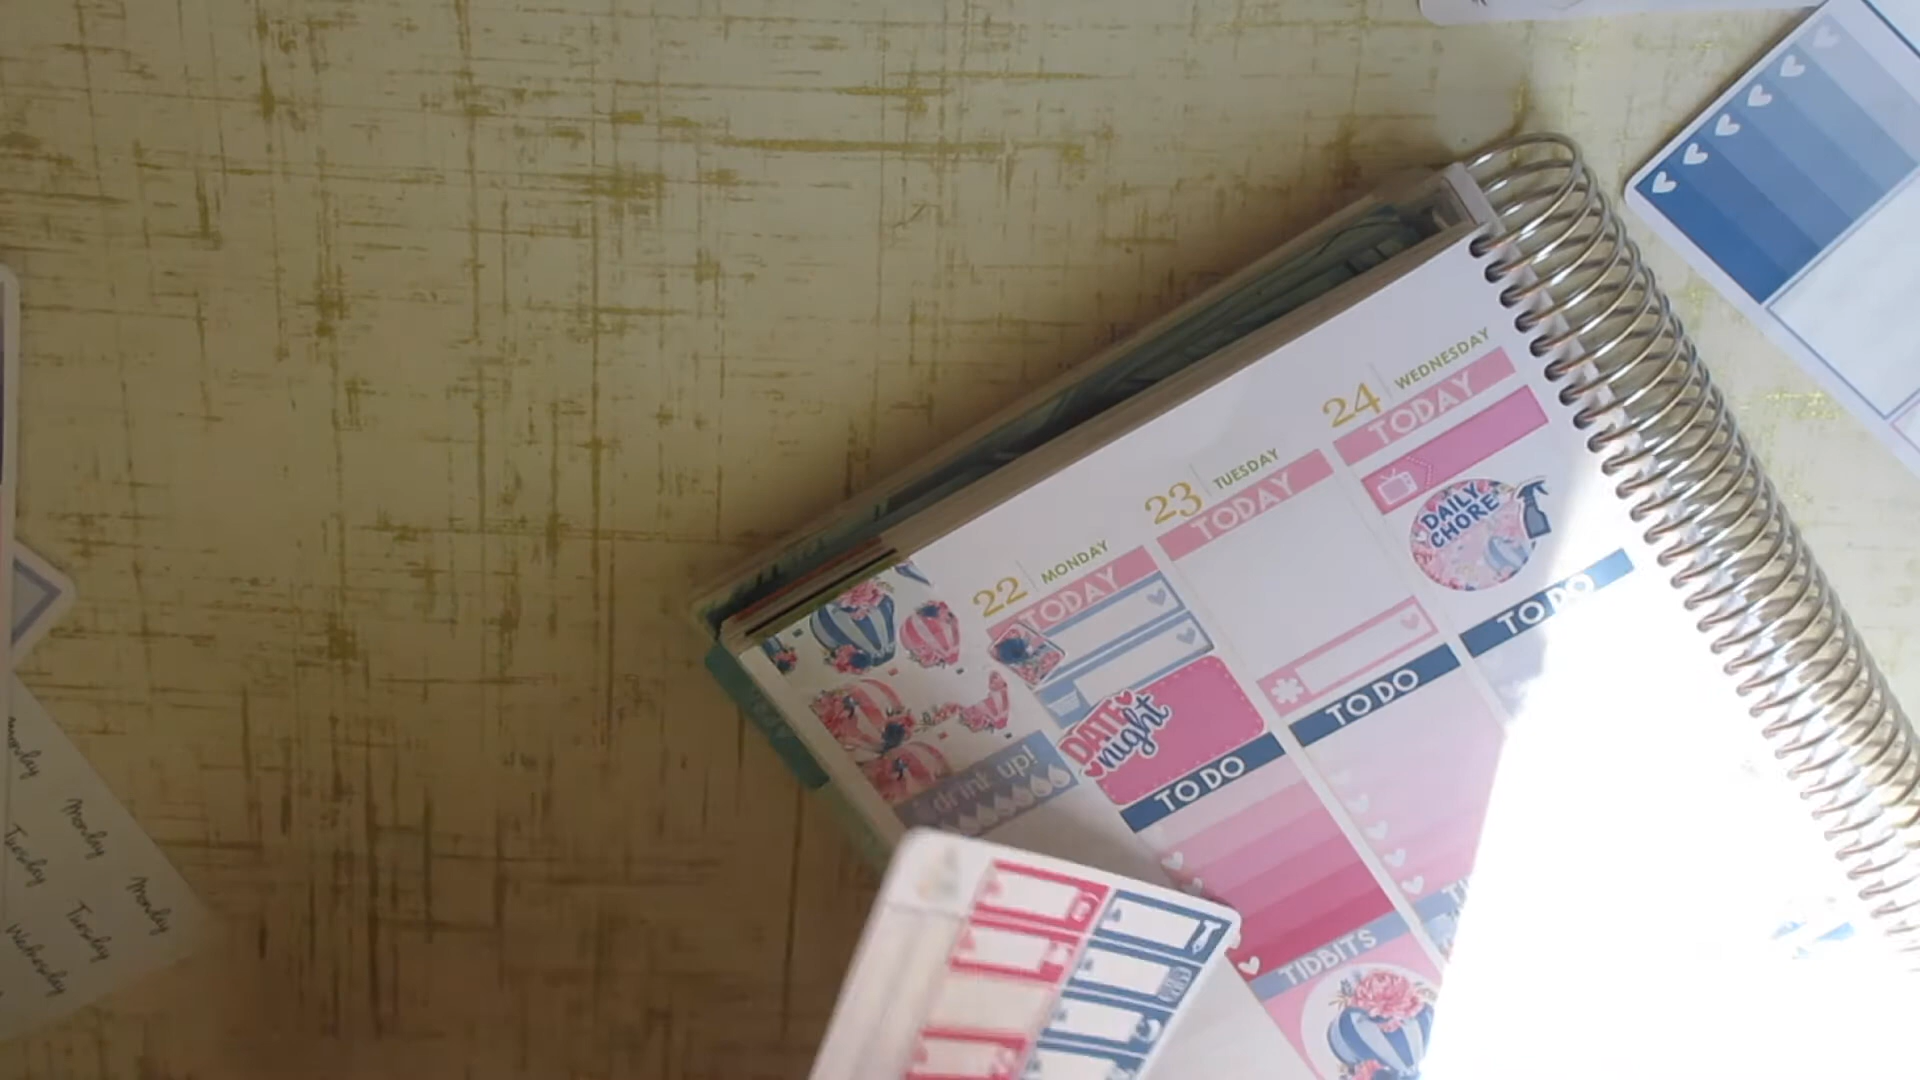 24 WEDNESDAY
TODAY
23 TUESDAY
TODAY
22 MONDAY
TODAY
DAILY
CHORE
TO DO
TO DO
DATE
night
TO DO
drink up!
TIDBITS
monday
Monday
Monday
Tuesday
Tuesday
Wednesday